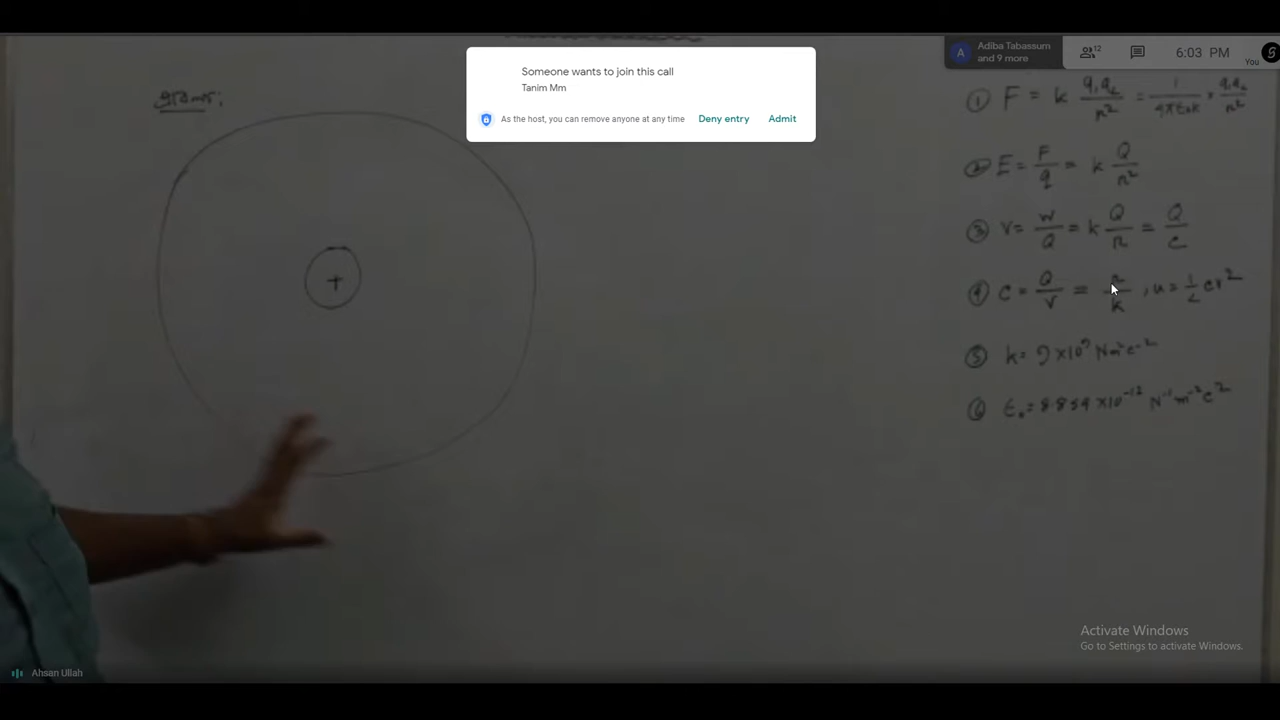 Someone wants to join this call
Tanim Mm
As the host, you can remove anyone at any time
Deny entry
Admit
Adiba Tabassum
and 9 more
A
12
6:03 PM
You
① F = k q₁q₂/r² = 1/4πε₀k × q₁q₂/r²
② E = F/q = k Q/r²
③ V = W/Q = k Q/r = Q/C
④ C = Q/V = r/k , u = ½ cv²
⑤ k = 9×10⁹ Nm²c⁻²
⑥ ε₀ = 8.854×10⁻¹² N⁻¹m⁻²c²
+
Activate Windows
Go to Settings to activate Windows.
Ahsan Ullah